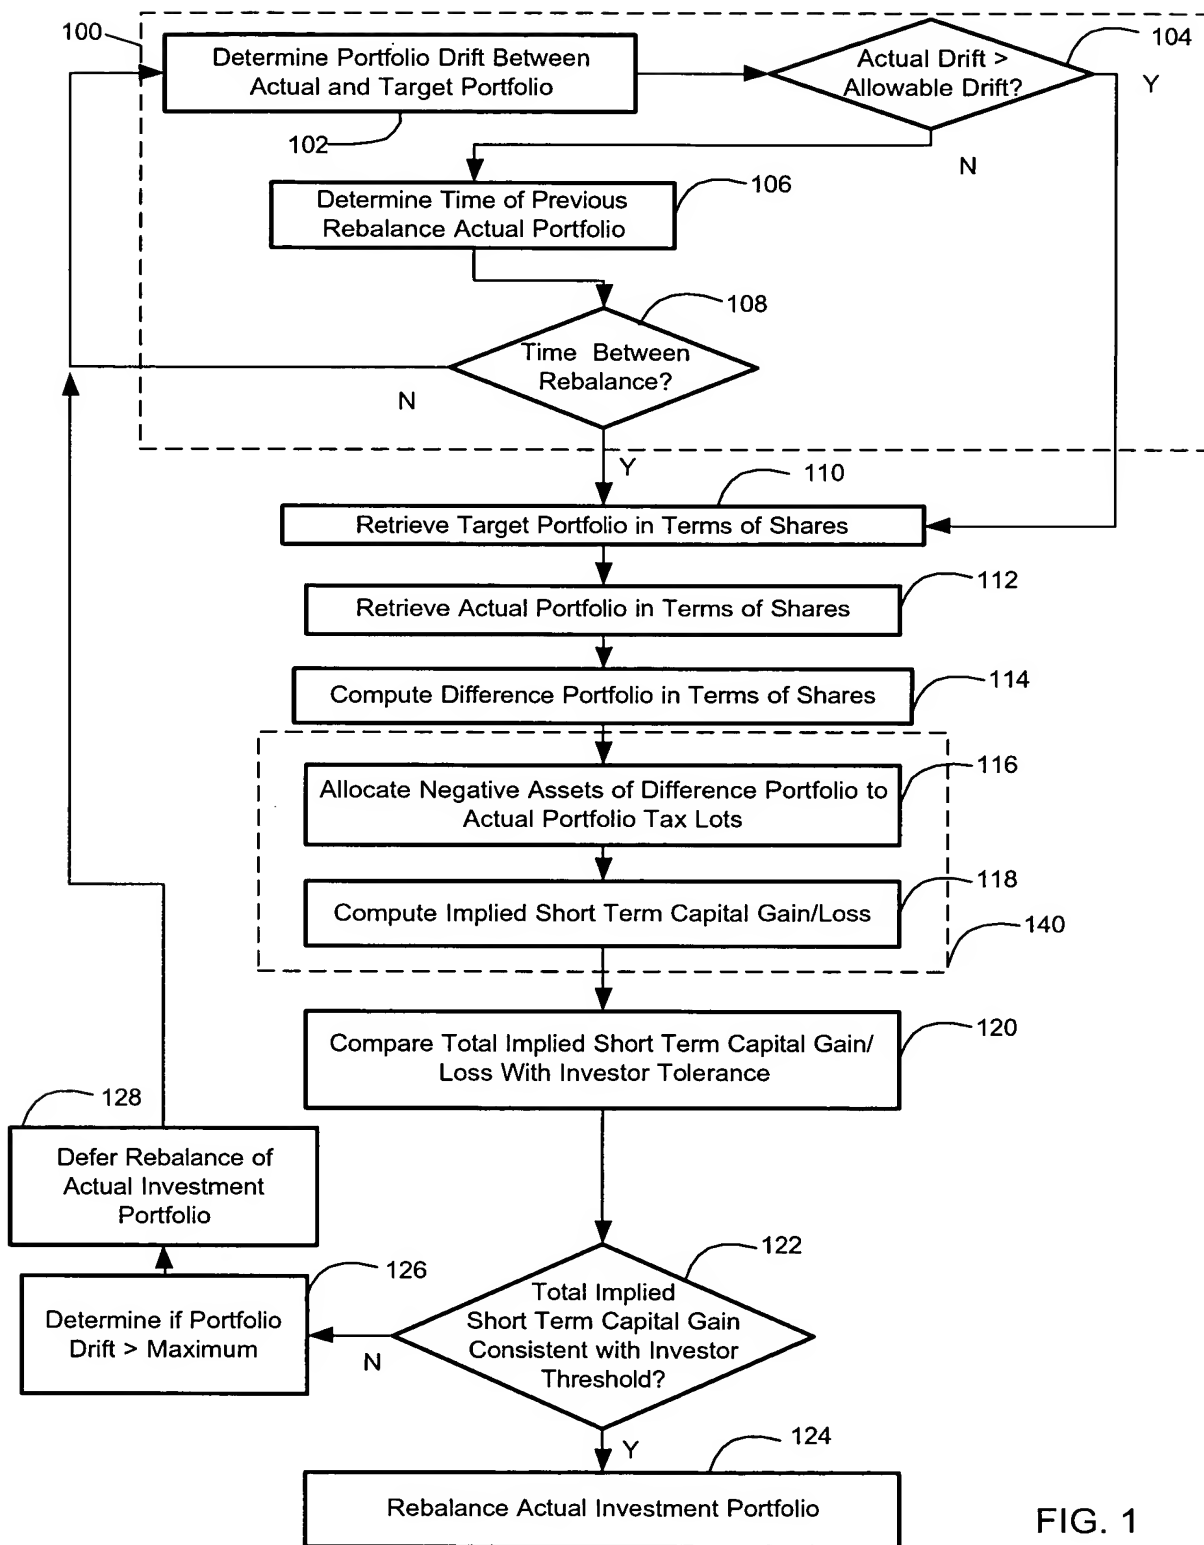 100
Determine Portfolio Drift Between
Actual and Target Portfolio
102
Actual Drift >
Allowable Drift?
104
Y
N
Determine Time of Previous
Rebalance Actual Portfolio
106
108
Time Between
Rebalance?
N
Y
110
Retrieve Target Portfolio in Terms of Shares
112
Retrieve Actual Portfolio in Terms of Shares
114
Compute Difference Portfolio in Terms of Shares
116
Allocate Negative Assets of Difference Portfolio to
Actual Portfolio Tax Lots
118
Compute Implied Short Term Capital Gain/Loss
140
120
Compare Total Implied Short Term Capital Gain/
Loss With Investor Tolerance
128
Defer Rebalance of
Actual Investment
Portfolio
122
Total Implied
Short Term Capital Gain
Consistent with Investor
Threshold?
126
Determine if Portfolio
Drift > Maximum
N
Y
124
Rebalance Actual Investment Portfolio
FIG. 1